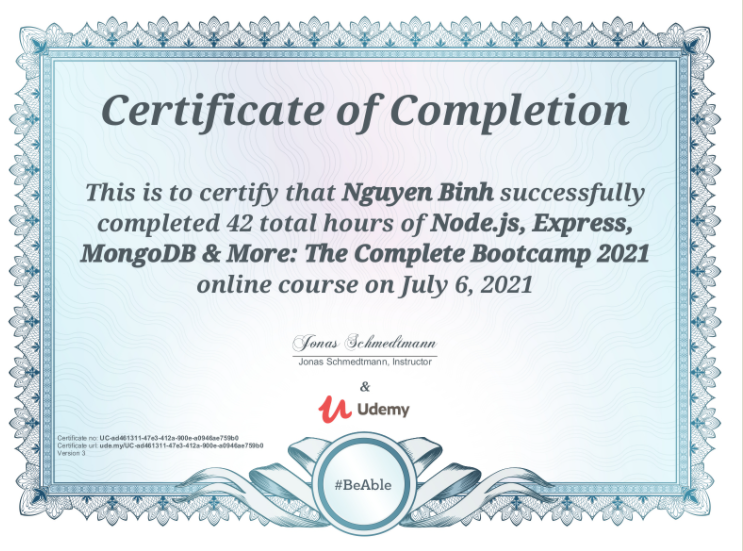 Certificate of Completion
This is to certify that Nguyen Binh successfully
completed 42 total hours of Node.js, Express,
MongoDB & More: The Complete Bootcamp 2021
online course on July 6, 2021
Jonas Schmedtmann
Jonas Schmedtmann, Instructor
&
Udemy
Certificate no: UC-ad461311-47e3-412a-900e-a0946ae759b0
Certificate url: ude.my/UC-ad461311-47e3-412a-900e-a0946ae759b0
Version 3
#BeAble